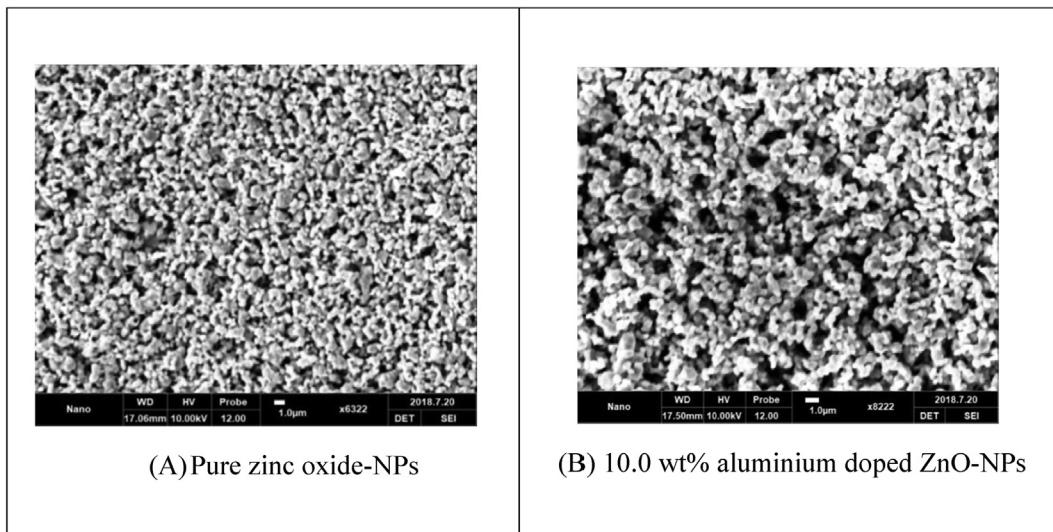 Nano
WD HV Probe
17.06mm 10.00kV 12.00
1.0µm
x6322
2018.7.20
DET SEI
(A) Pure zinc oxide-NPs
Nano
WD HV Probe
17.50mm 10.00kV 12.00
1.0µm
x8222
2018.7.20
DET SEI
(B) 10.0 wt% aluminium doped ZnO-NPs